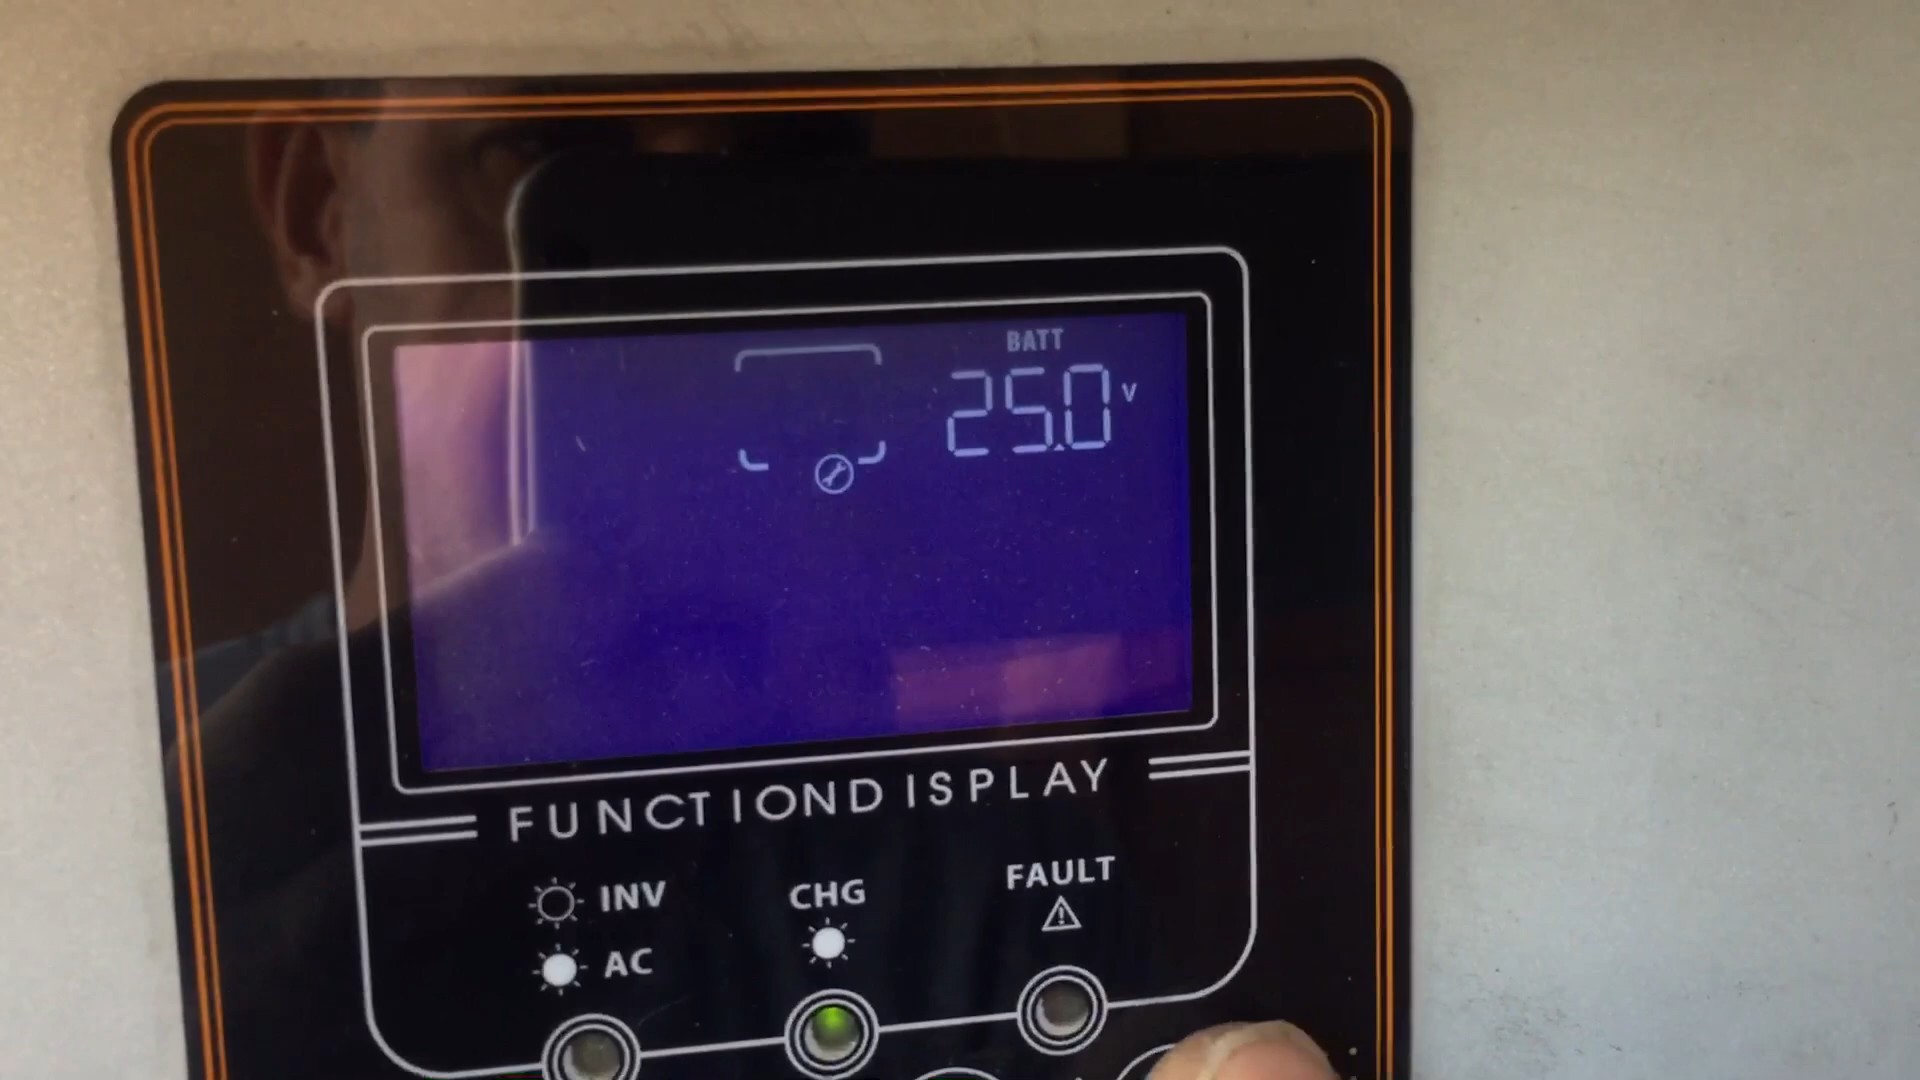 BATT
25.0 V
FUNCTIONDISPLAY
INV
CHG
FAULT
AC